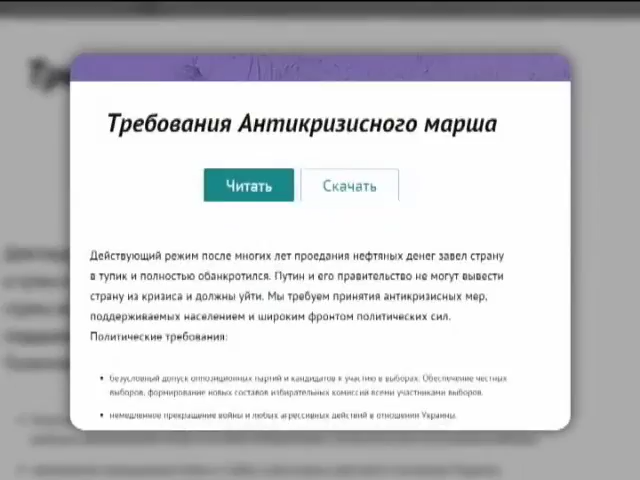 Требования Антикризисного марша
Читать
Скачать
Действующий режим после многих лет проедания нефтяных денег завел страну
в тупик и полностью обанкротился. Путин и его правительство не могут вывести
страну из кризиса и должны уйти. Мы требуем принятия антикризисных мер,
поддерживаемых населением и широким фронтом политических сил.
Политические требования:
• безусловный допуск оппозиционных партий и кандидатов к участию в выборах. Обеспечение честных
выборов, формирование новых составов избирательных комиссий всеми участниками выборов.
• немедленное прекращение войны и любых агрессивных действий в отношении Украины.